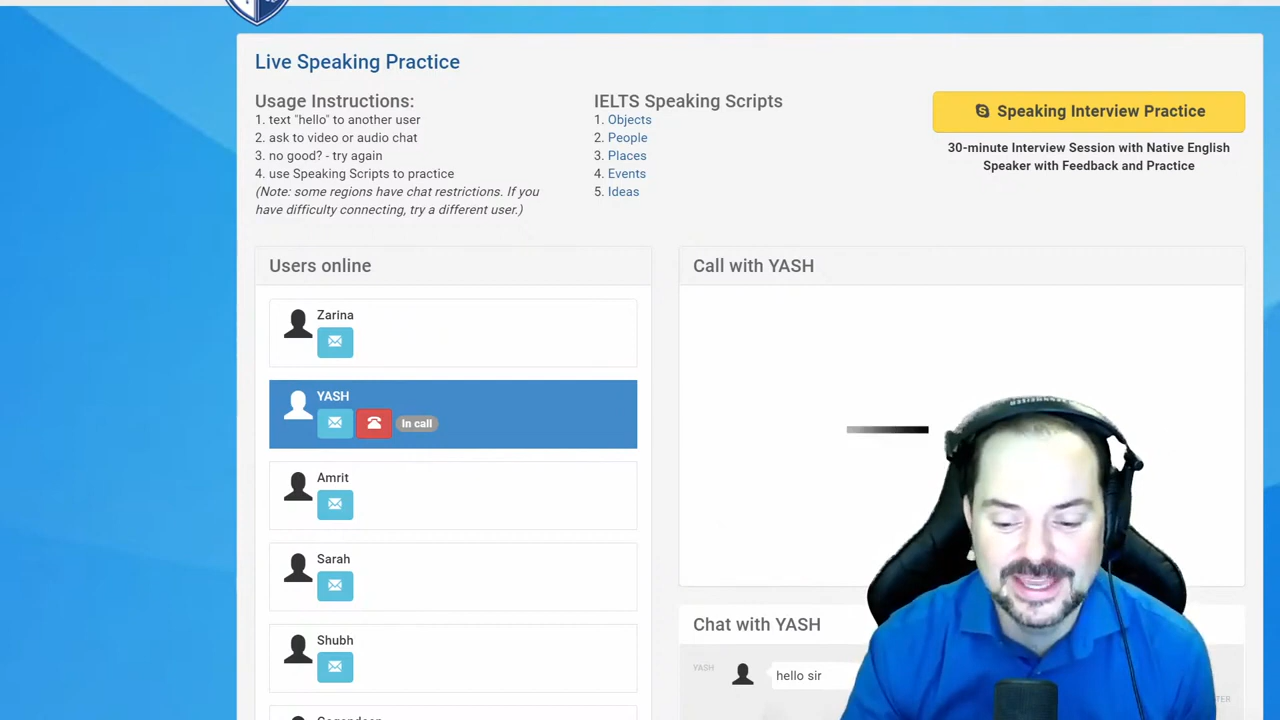 Live Speaking Practice
Usage Instructions:
1. text "hello" to another user
2. ask to video or audio chat
3. no good? - try again
4. use Speaking Scripts to practice
(Note: some regions have chat restrictions. If you
have difficulty connecting, try a different user.)
IELTS Speaking Scripts
1. Objects
2. People
3. Places
4. Events
5. Ideas
Speaking Interview Practice
30-minute Interview Session with Native English
Speaker with Feedback and Practice
Users online
Zarina
YASH
In call
Amrit
Sarah
Shubh
Call with YASH
Chat with YASH
YASH
hello sir